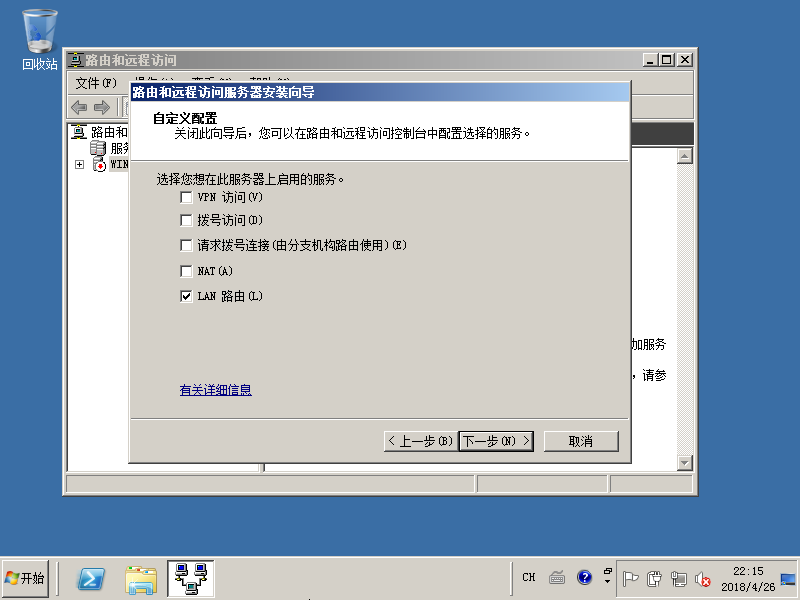 回收站
路由和远程访问
文件(F)
路由和远程访问服务器安装向导
自定义配置
关闭此向导后，您可以在路由和远程访问控制台中配置选择的服务。
路由和
服务
WIN
选择您想在此服务器上启用的服务。
VPN 访问(V)
拨号访问(D)
请求拨号连接(由分支机构路由使用)(E)
NAT(A)
LAN 路由(L)
加服务
，请参
有关详细信息
< 上一步(B)
下一步(N) >
取消
开始
CH
22:15
2018/4/26